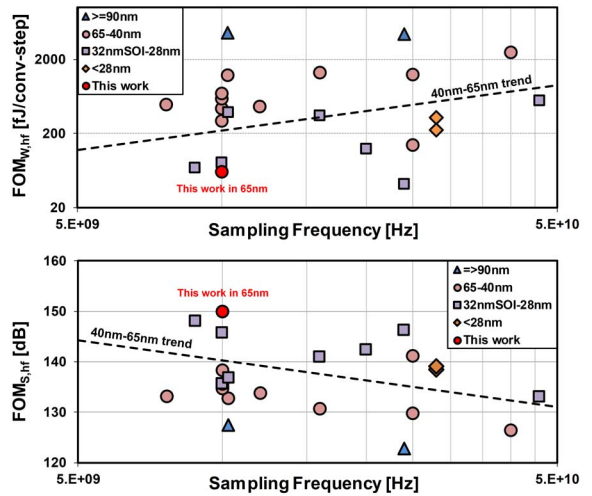 >=90nm
65-40nm
32nmSOI-28nm
<28nm
This work
2000
200
20
FOMW,hf [fJ/conv-step]
40nm-65nm trend
This work in 65nm
5.E+09
Sampling Frequency [Hz]
5.E+10
160
150
140
130
120
FOMS,hf [dB]
This work in 65nm
40nm-65nm trend
=>90nm
65-40nm
32nmSOI-28nm
<28nm
This work
5.E+09
Sampling Frequency [Hz]
5.E+10